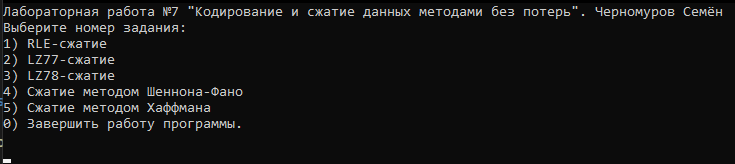 Лабораторная работа №7 "Кодирование и сжатие данных методами без потерь". Черномуров Семён
Выберите номер задания:
1) RLE-сжатие
2) LZ77-сжатие
3) LZ78-сжатие
4) Сжатие методом Шеннона-Фано
5) Сжатие методом Хаффмана
0) Завершить работу программы.